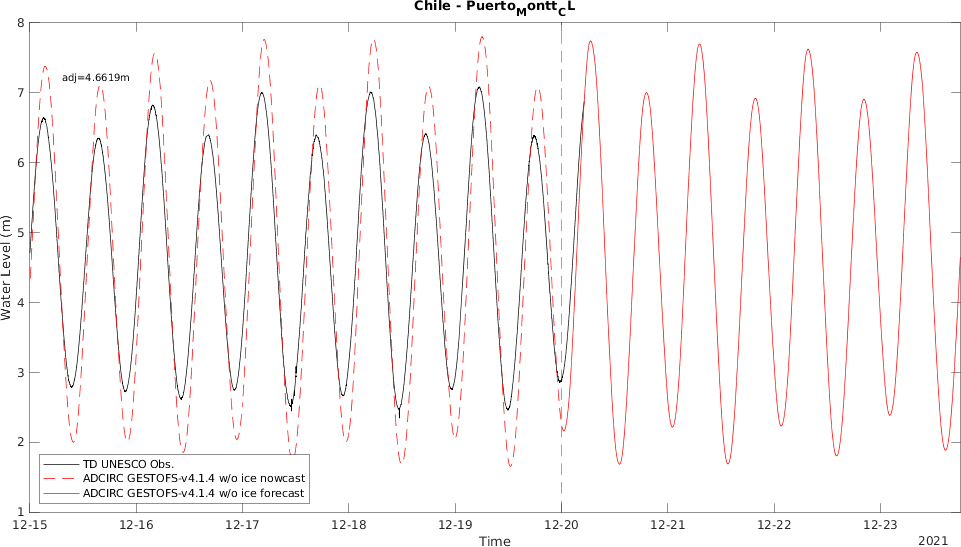 Chile - Puerto_Montt_CL
8
adj=4.6619m
7
6
5
Water Level (m)
4
3
2
TD UNESCO Obs.
ADCIRC GESTOFS-v4.1.4 w/o ice nowcast
ADCIRC GESTOFS-v4.1.4 w/o ice forecast
1
12-15 12-16 12-17 12-18 12-19 12-20 12-21 12-22 12-23
Time
2021